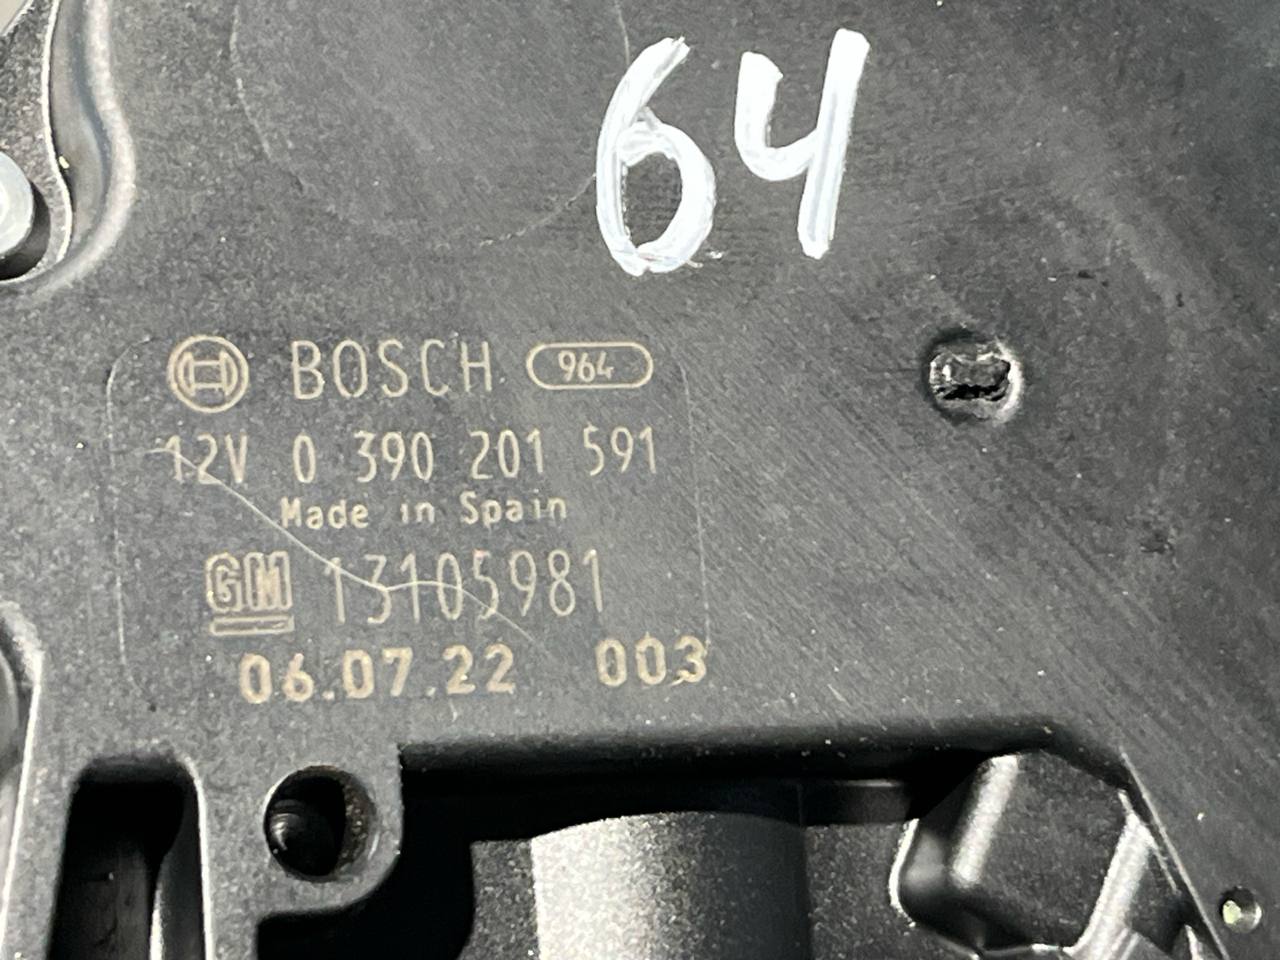 64
BOSCH 964
12V 0 390 201 591
Made in Spain
GM 13105981
06.07.22 003